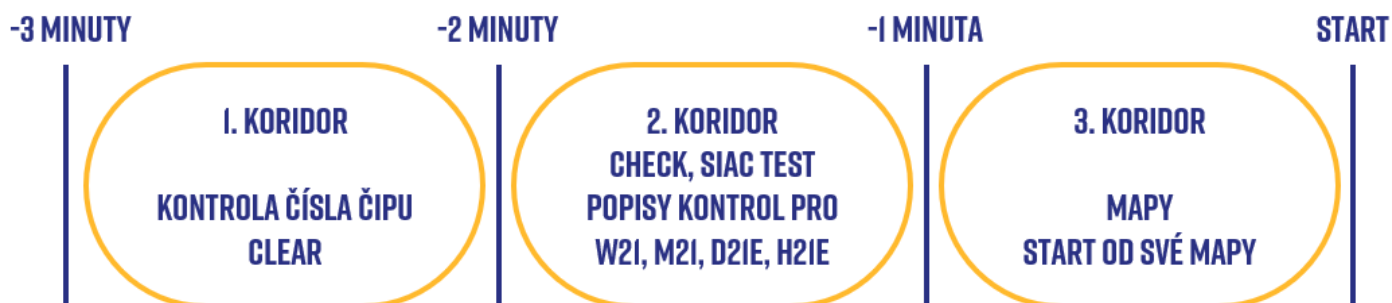 -3 MINUTY
-2 MINUTY
-1 MINUTA
START
1. KORIDOR
KONTROLA ČÍSLA ČIPU
CLEAR
2. KORIDOR
CHECK, SIAC TEST
POPISY KONTROL PRO
W21, M21, D21E, H21E
3. KORIDOR
MAPY
START OD SVÉ MAPY